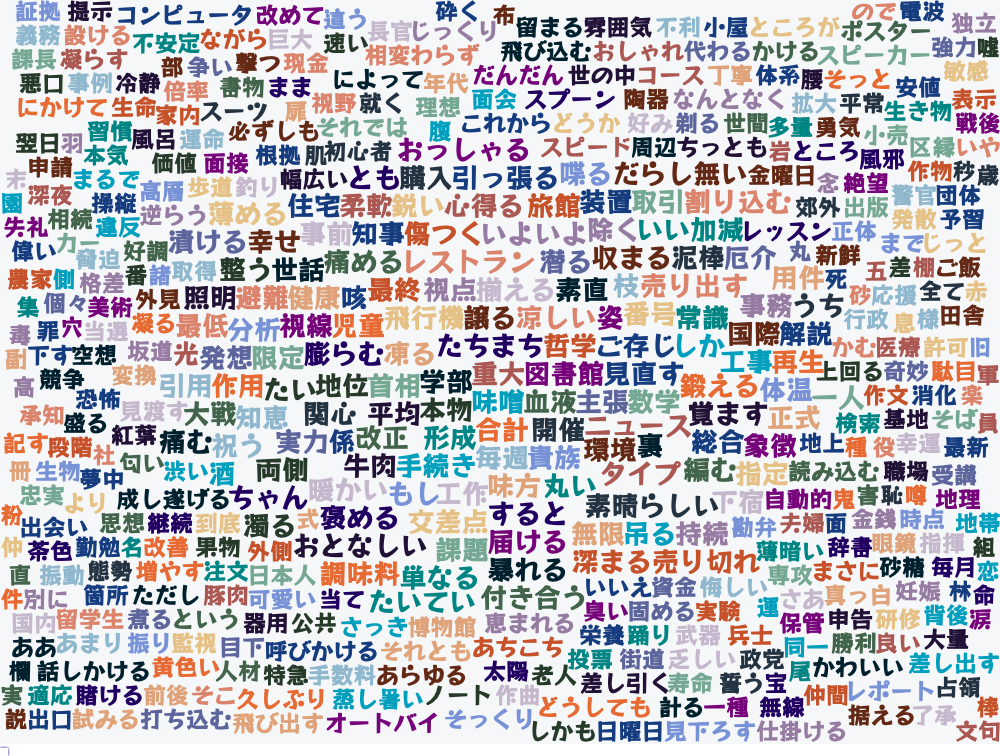 証拠 提示 コンピュータ 改めて 違う 砕く 布 ので 電波
義務 設ける 不安定 ながら 巨大 速い 長官 じっくり 留まる 雰囲気 不利 小屋 ところが ポスター 独立
課長 凝らす 部 争い 撃つ 現金 相変わらず 飛び込む おしゃれ 代わる かける スピーカー 強力 嘘
悪口 事例 冷静 倍率 書物 まま によって 年代 だんだん 世の中 コース 丁寧 体系 腰 そっと 安値 敏感
にかけて 生命 家内 スーツ 扉 視野 就く 理想 面会 スプーン 陶器 なんとなく 拡大 平常 生き物 表示
翌日 羽 習慣 風呂 運命 必ずしも それでは 腹 これから どうか 好み 剃る 世間 多量 勇気 小売 区 緑 いや 戦後
申請 本気 価値 面接 根拠 肌 初心者 おっしゃる スピード 周辺 ちっとも 岩 ところ 風邪
末 深夜 まるで 高層 歩道 釣り 幅広い とも 購入 引っ張る 喋る だらし無い 金曜日 念 絶望 作物 秒 歳
園 相続 操縦 逆らう 薄める 住宅 柔軟 鋭い 心得る 旅館 装置 取引 割り込む 郊外 出版 警官 団体
失礼 違反 漬ける 幸せ 事前 知事 傷つく いよいよ 除く いい加減 レッスン 正体 発散 予習
偉い カー 脅迫 好調 整う 世話 痛める レストラン 潜る 収まる 泥棒 厄介 丸 新鮮 まで じっと
農家 側 格差 番 諸 取得 最終 視点 揃える 素直 枝 売り出す 用件 死 五 差 棚 ご飯
集 個々 美術 外見 照明 避難 健康 咳 飛行機 譲る 涼しい 姿 番号 常識 事務 うち 砂 応援 全て 赤
毒 罪 穴 当選 凝る 最低 分析 視線 児童 国際 解説 行政 息 様 田舎
副 下す 空想 坂道 光 発想 限定 膨らむ 凍る たちまち 哲学 ご存じ しか 工事 再生 かむ 医療 許可 旧
高 競争 変換 引用 作用 たい 地位 首相 学部 重大 図書館 見直す 鍛える 体温 上回る 奇妙 駄目 軍
承知 恐怖 見渡す 大戦 知恵 関心 平均 本物 味噌 血液 主張 数学 覚ます 正式 一人 作文 消化 楽
記す 盛る 紅葉 痛む 祝う 実力 係 改正 形成 合計 開催 ニュース 環境 裏 総合 象徴 検索 基地 そば 員
段階 社 匂い 渋い 酒 両側 牛肉 手続き 毎週 貴族 タイプ 編む 指定 地上 種 役 幸運 最新
冊 生物 夢中 成し遂げる ちゃん 暖かい もし 工作 味方 丸い 素晴らしい 下宿 読み込む 職場 受講
忠実 より 自動的 鬼 害 恥 噂 地理
粉 出会い 思想 継続 到底 濁る 式 褒める 交差点 すると 無限 吊る 持続 勘弁 夫婦 面 金銭 時点 地帯
仲 茶色 勤勉 名 改善 果物 外側 おとなしい 課題 届ける 深まる 売り切れ 薄暗い 辞書 眼鏡 指揮 組
直 振動 態勢 増やす 注文 日本人 調味料 単なる 暴れる 専攻 まさに 砂糖 毎月 恋
件 別に 箇所 ただし 豚肉 可愛い 当て たいてい 付き合う いいえ 資金 悔しい さあ 真っ白 妊娠 林 命
国内 留学生 煮る という 器用 公共 さっき 博物館 恵まれる 臭い 固める 実験 運 保管 申告 研修 背後 涙
ああ あまり 振り 監視 目下 呼びかける それとも あちこち 栄養 踊り 武器 兵士 同一 勝利 良い 大量
欄 話しかける 黄色い 人材 特急 手数料 あらゆる 太陽 老人 投票 街道 乏しい 政党 尾 かわいい 差し出す
実 適応 賭ける 前後 そこ 久しぶり 蒸し暑い ノート 作曲 差し引く 寿命 誓う 宝 仲間 レポート 占領
説 出口 試みる 打ち込む 飛び出す オートバイ そっくり どうしても 計る 一種 無線 据える 了承 棒
しかも 日曜日 見下ろす 仕掛ける 文句